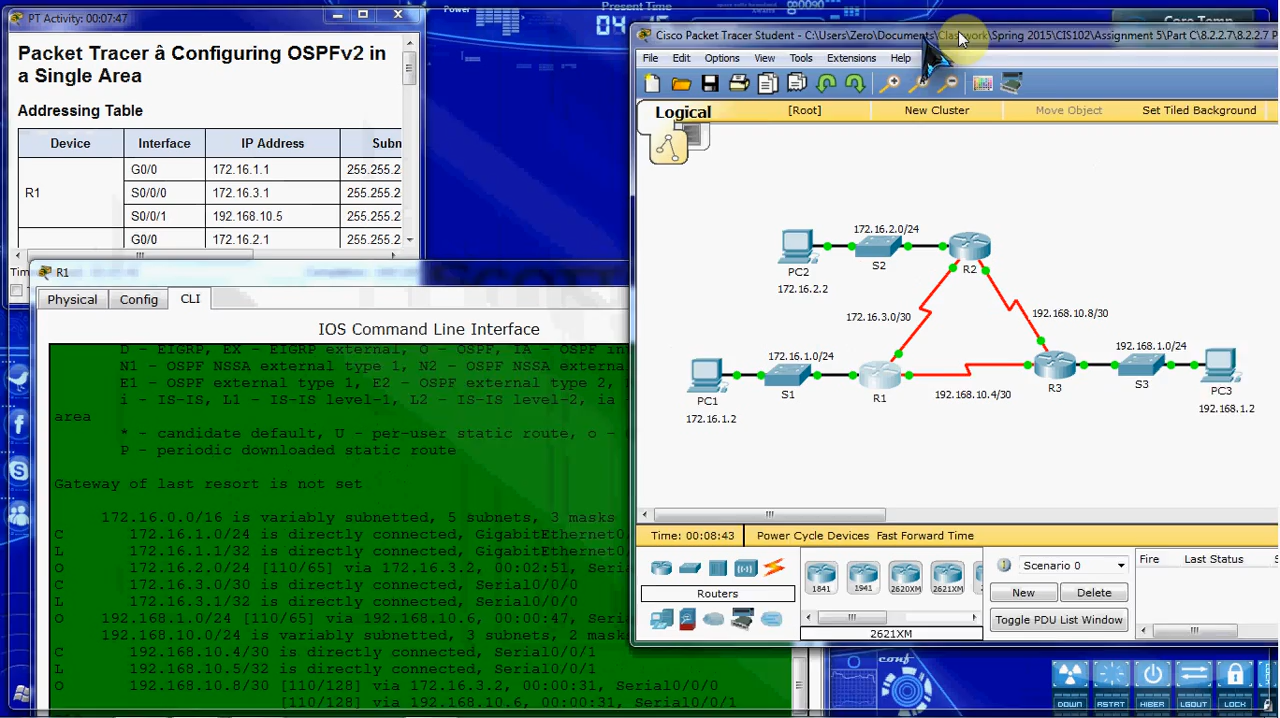 PT Activity: 00:07:47
Power
Present Time
Core Temp
Packet Tracer â Configuring OSPFv2 in
a Single Area
Addressing Table
Device Interface IP Address Subn
R1
G0/0 172.16.1.1 255.255.2
S0/0/0 172.16.3.1 255.255.2
S0/0/1 192.168.10.5 255.255.2
G0/0 172.16.2.1 255.255.2
Tim
R1
Physical Config CLI
IOS Command Line Interface
D - EIGRP, EX - EIGRP external, O - OSPF, IA - OSPF in
N1 - OSPF NSSA external type 1, N2 - OSPF NSSA
E1 - OSPF external type 1, E2 - OSPF external type 2,
i - IS-IS, L1 - IS-IS level-1, L2 - IS-IS level-2, ia -
area
* - candidate default, U - per-user static route, o -
P - periodic downloaded static route
Gateway of last resort is not set
172.16.0.0/16 is variably subnetted, 5 subnets, 3 masks
C 172.16.1.0/24 is directly connected, GigabitEthernet0
L 172.16.1.1/32 is directly connected, GigabitEthernet0
O 172.16.2.0/24 [110/65] via 172.16.3.2, 00:02:51, Seri
C 172.16.3.0/30 is directly connected, Serial0/0/0
L 172.16.3.1/32 is directly connected, Serial0/0/0
O 192.168.1.0/24 [110/65] via 192.168.10.6, 00:00:47, Ser
192.168.10.0/24 is variably subnetted, 3 subnets, 2 mask
C 192.168.10.4/30 is directly connected, Serial0/0/1
L 192.168.10.5/32 is directly connected, Serial0/0/1
O 192.168.10.8/30 [110/128] via 172.16.3.2, 00:00:31, Serial0/0/0
[110/128] via 192.168.10.6, 00:00:31, Serial0/0/1
Cisco Packet Tracer Student - C:\Users\Zero\Documents\Classwork\Spring 2015\CIS102\Assignment 5\Part C\8.2.2.7\8.2.2.7 P
File Edit Options View Tools Extensions Help
Logical [Root] New Cluster Move Object Set Tiled Background
172.16.2.0/24
PC2
S2
R2
172.16.2.2
172.16.3.0/30
192.168.10.8/30
172.16.1.0/24
192.168.1.0/24
PC1
S1
R1
192.168.10.4/30
R3
S3
PC3
172.16.1.2
192.168.1.2
Time: 00:08:43 Power Cycle Devices Fast Forward Time
Routers
1841 1941 2620XM 2621XM
2621XM
Scenario 0
New Delete
Toggle PDU List Window
Fire Last Status
conf
DOWN RSTRT HIBER LGOUT LOCK